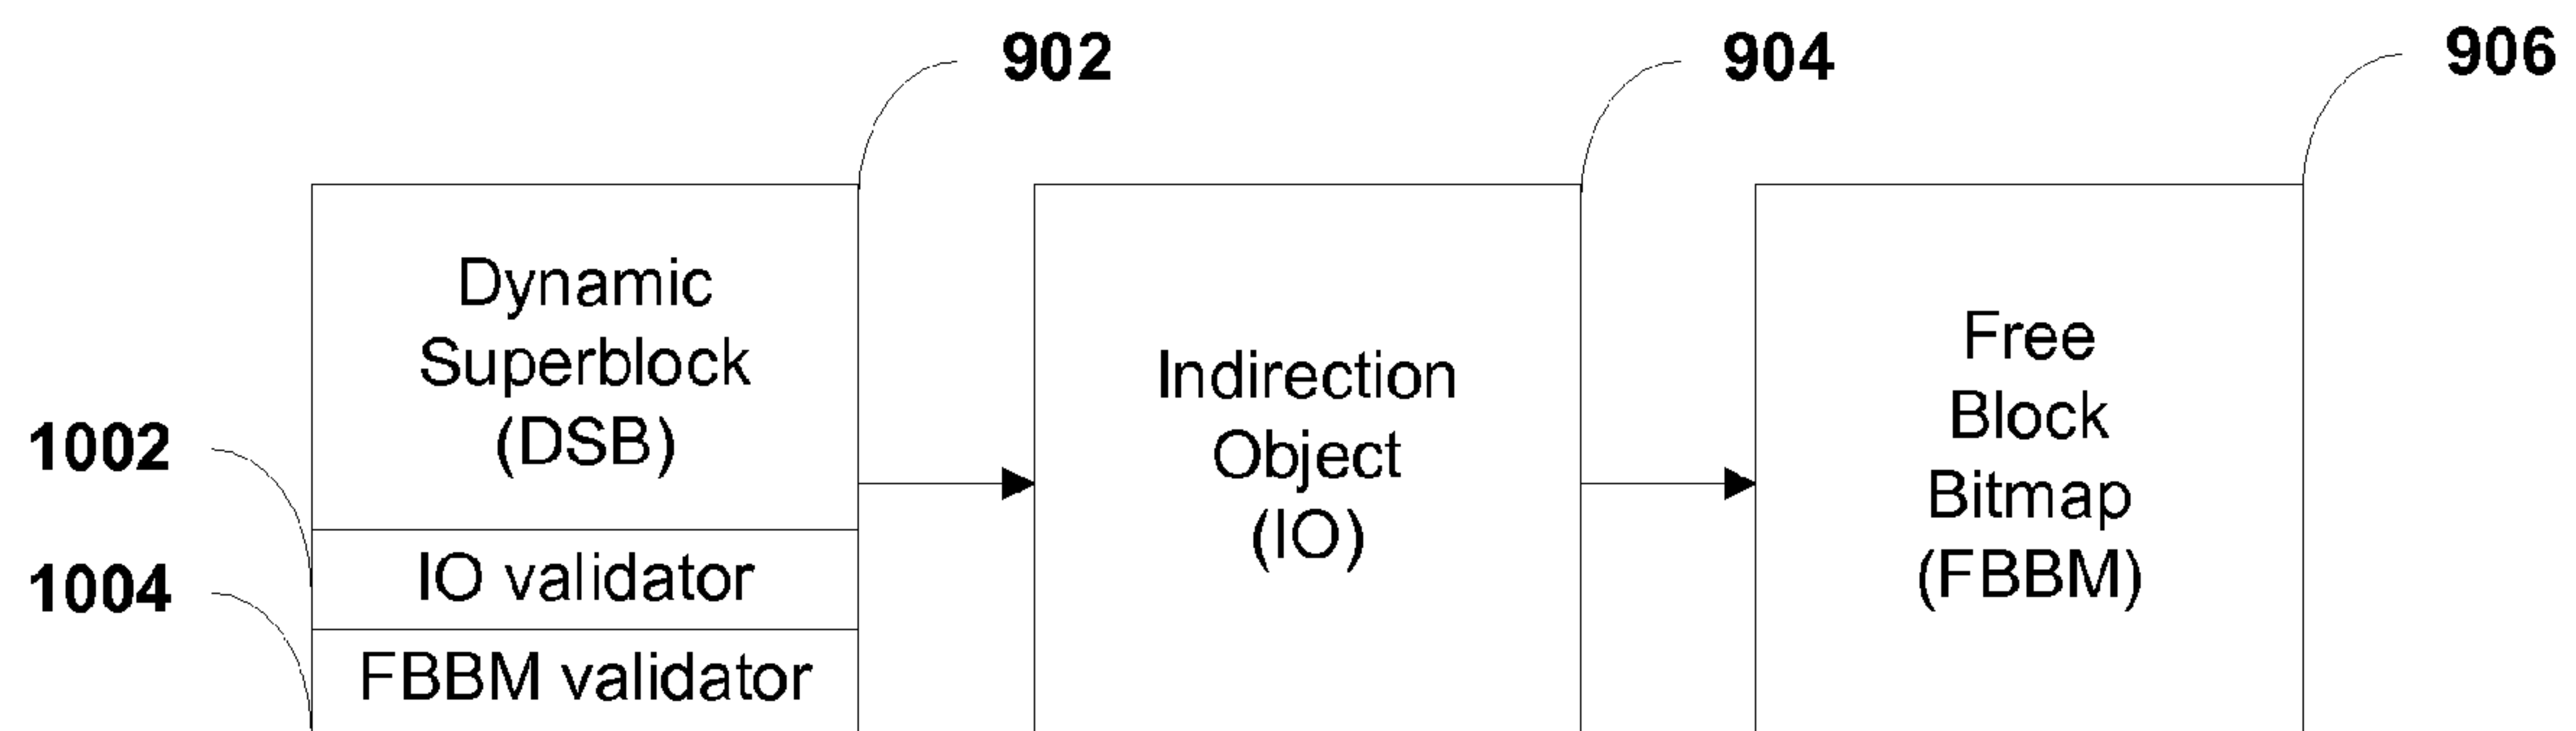 902
904
906
Dynamic
Superblock
(DSB)
1002
1004
IO validator
FBBM validator
Indirection
Object
(IO)
Free
Block
Bitmap
(FBBM)